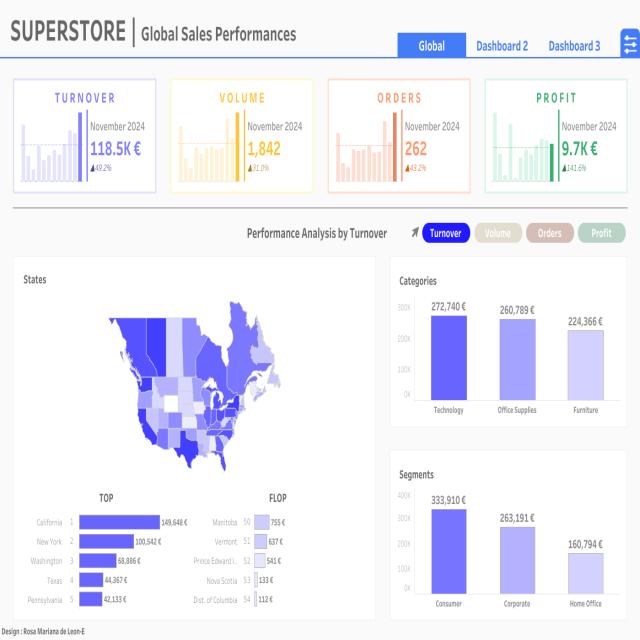 SUPERSTORE | Global Sales Performances
Global Dashboard 2 Dashboard 3
TURNOVER
November 2024
118.5K €
▲49.2%
VOLUME
November 2024
1,842
▲31.0%
ORDERS
November 2024
262
▲43.2%
PROFIT
November 2024
9.7K €
▲141.6%
Performance Analysis by Turnover
Turnover Volume Orders Profit
States
TOP
California 1 149,648 €
New York 2 100,542 €
Washington 3 68,886 €
Texas 4 44,367 €
Pennsylvania 5 42,133 €
FLOP
Manitoba 50 755 €
Vermont 51 637 €
Prince Edward I.. 52 541 €
Nova Scotia 53 133 €
Dist. of Columbia 54 112 €
Categories
300K
200K
100K
0K
272,740 € 260,789 € 224,366 €
Technology Office Supplies Furniture
Segments
400K
300K
200K
100K
0K
333,910 € 263,191 € 160,794 €
Consumer Corporate Home Office
Design : Rosa Mariana de Leon-E